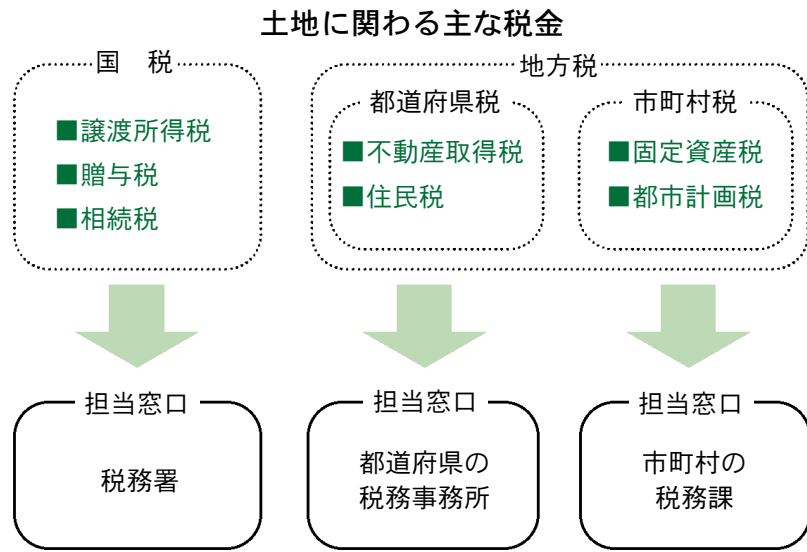 土地に関わる主な税金
国　税
■譲渡所得税
■贈与税
■相続税
地方税
都道府県税
■不動産取得税
■住民税
市町村税
■固定資産税
■都市計画税
担当窓口
税務署
担当窓口
都道府県の
税務事務所
担当窓口
市町村の
税務課